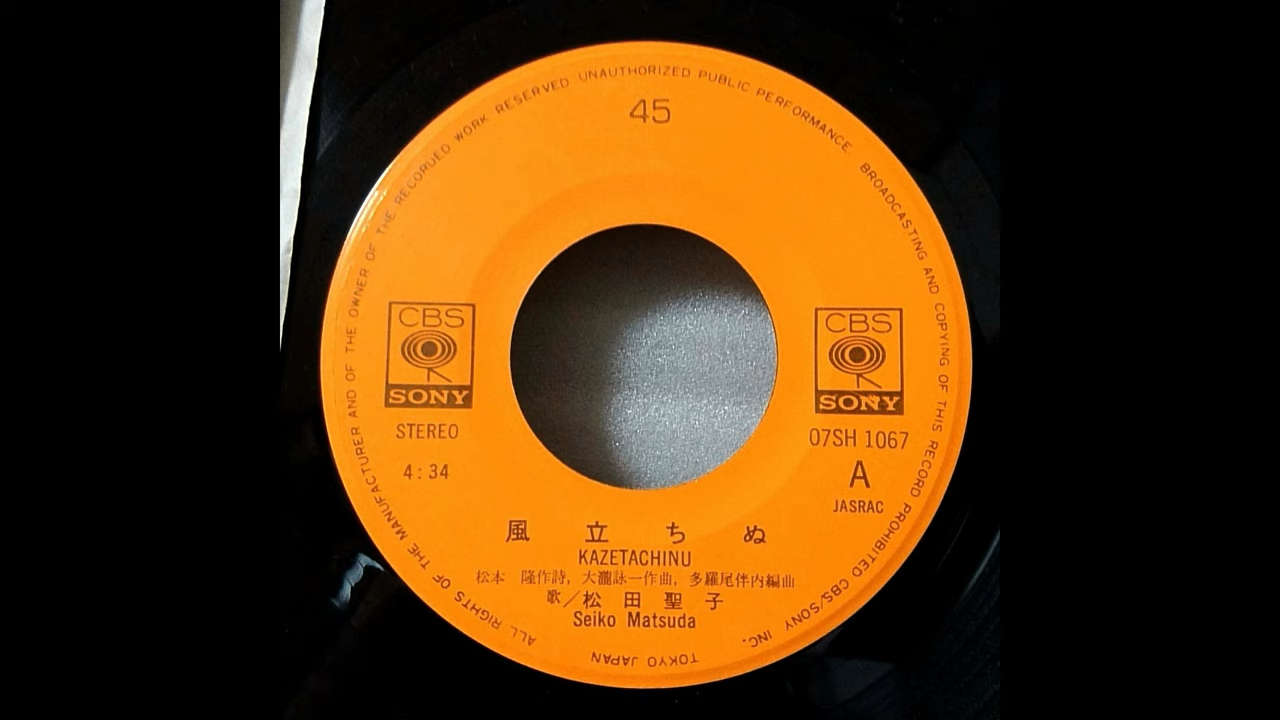 ALL RIGHTS OF THE MANUFACTURER AND OF THE OWNER OF THE RECORDED WORK RESERVED UNAUTHORIZED PUBLIC PERFORMANCE. BROADCASTING AND COPYING OF THIS RECORD PROHIBITED CBS/SONY INC.
TOKYO JAPAN
45
CBS
SONY
STEREO
4:34
CBS
SONY
07SH 1067
A
JASRAC
風立ちぬ
KAZETACHINU
松本 隆作詩, 大瀧詠一作曲, 多羅尾伴内編曲
歌/松田聖子
Seiko Matsuda